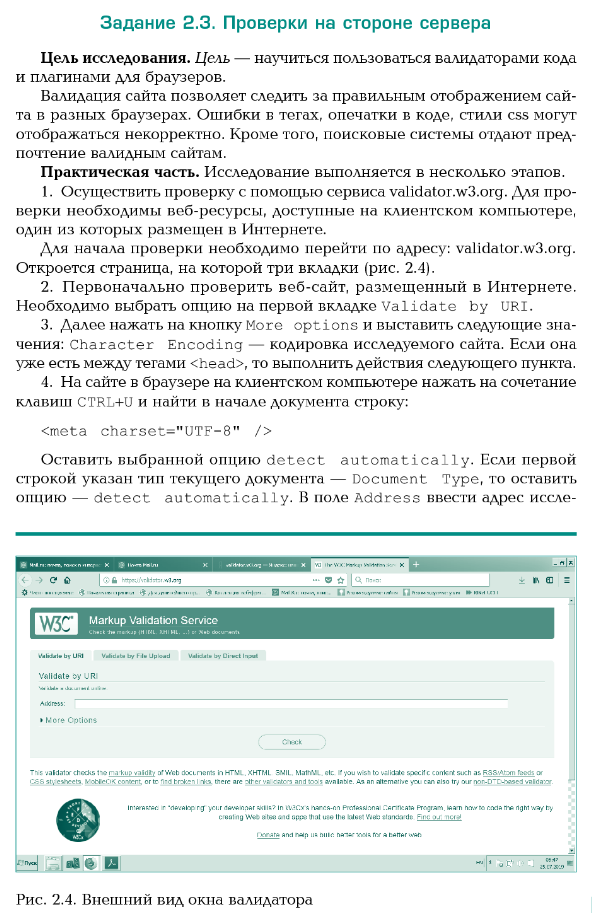 Задание 2.3. Проверки на стороне сервера
Цель исследования. Цель — научиться пользоваться валидаторами кода
и плагинами для браузеров.
Валидация сайта позволяет следить за правильным отображением сай-
та в разных браузерах. Ошибки в тегах, опечатки в коде, стили css могут
отображаться некорректно. Кроме того, поисковые системы отдают пред-
почтение валидным сайтам.
Практическая часть. Исследование выполняется в несколько этапов.
1. Осуществить проверку с помощью сервиса validator.w3.org. Для про-
верки необходимы веб-ресурсы, доступные на клиентском компьютере,
один из которых размещен в Интернете.
Для начала проверки необходимо перейти по адресу: validator.w3.org.
Откроется страница, на которой три вкладки (рис. 2.4).
2. Первоначально проверить веб-сайт, размещенный в Интернете.
Необходимо выбрать опцию на первой вкладке Validate by URI.
3. Далее нажать на кнопку More options и выставить следующие зна-
чения: Character Encoding — кодировка исследуемого сайта. Если она
уже есть между тегами <head>, то выполнить действия следующего пункта.
4. На сайте в браузере на клиентском компьютере нажать на сочетание
клавиш CTRL+U и найти в начале документа строку:
<meta charset="UTF-8" />
Оставить выбранной опцию detect automatically. Если первой
строкой указан тип текущего документа — Document Type, то оставить
опцию — detect automatically. В поле Address ввести адрес иссле-
https://validator.w3.org
Поиск
W3C Markup Validation Service
Check the markup (HTML, XHTML, ...) of Web documents
Validate by URI Validate by File Upload Validate by Direct Input
Validate by URI
Validate a document online:
Address:
More Options
Check
This validator checks the markup validity of Web documents in HTML, XHTML, SMIL, MathML, etc. If you wish to validate specific content such as RSS/Atom feeds or
CSS stylesheets, MobileOK content, or to find broken links, there are other validators and tools available. As an alternative you can also try our non-DTD-based validator.
Interested in "developing" your developer skills? In W3Cx's hands-on Professional Certificate Program, learn how to code the right way by
creating Web sites and apps that use the latest Web standards. Find out more!
Donate and help us build better tools for a better web.
Пуск
Рис. 2.4. Внешний вид окна валидатора